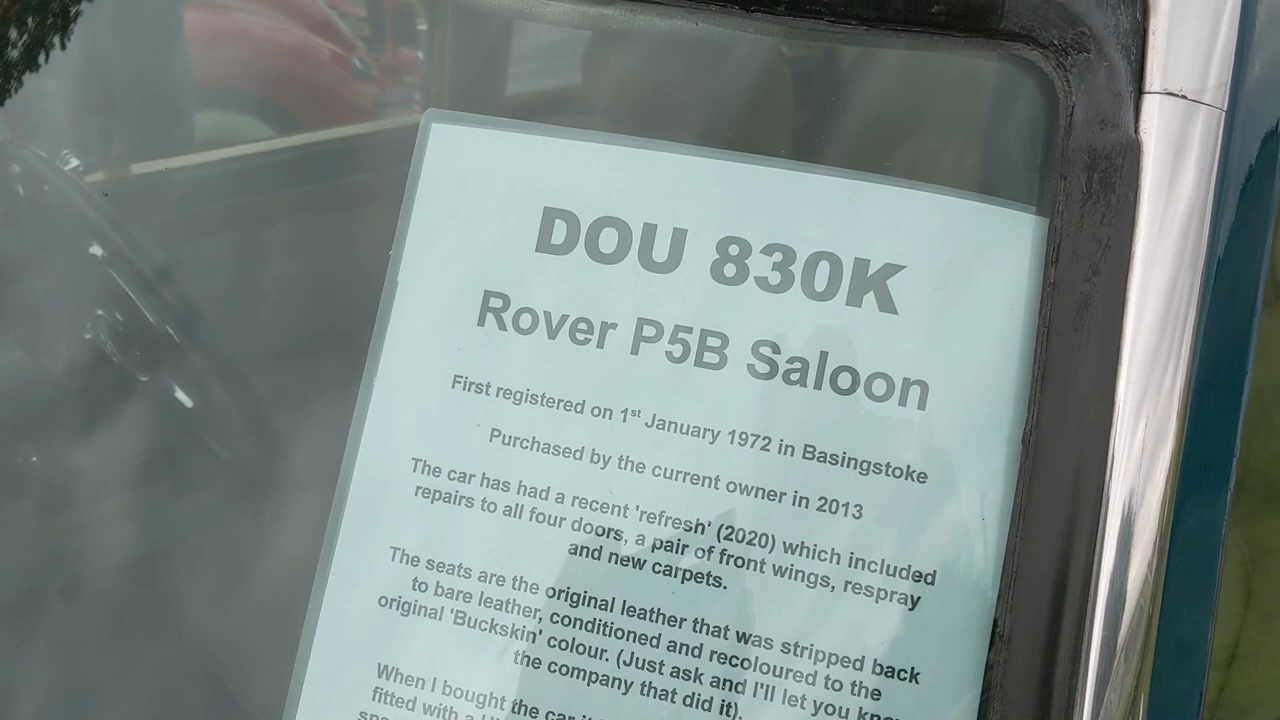 DOU 830K
Rover P5B Saloon
First registered on 1st January 1972 in Basingstoke
Purchased by the current owner in 2013
The car has had a recent 'refresh' (2020) which included
repairs to all four doors, a pair of front wings, respray
and new carpets.
The seats are the original leather that was stripped back
to bare leather, conditioned and recoloured to the
original 'Buckskin' colour. (Just ask and I'll let you know
the company that did it).
When I bought the car it
fitted with a